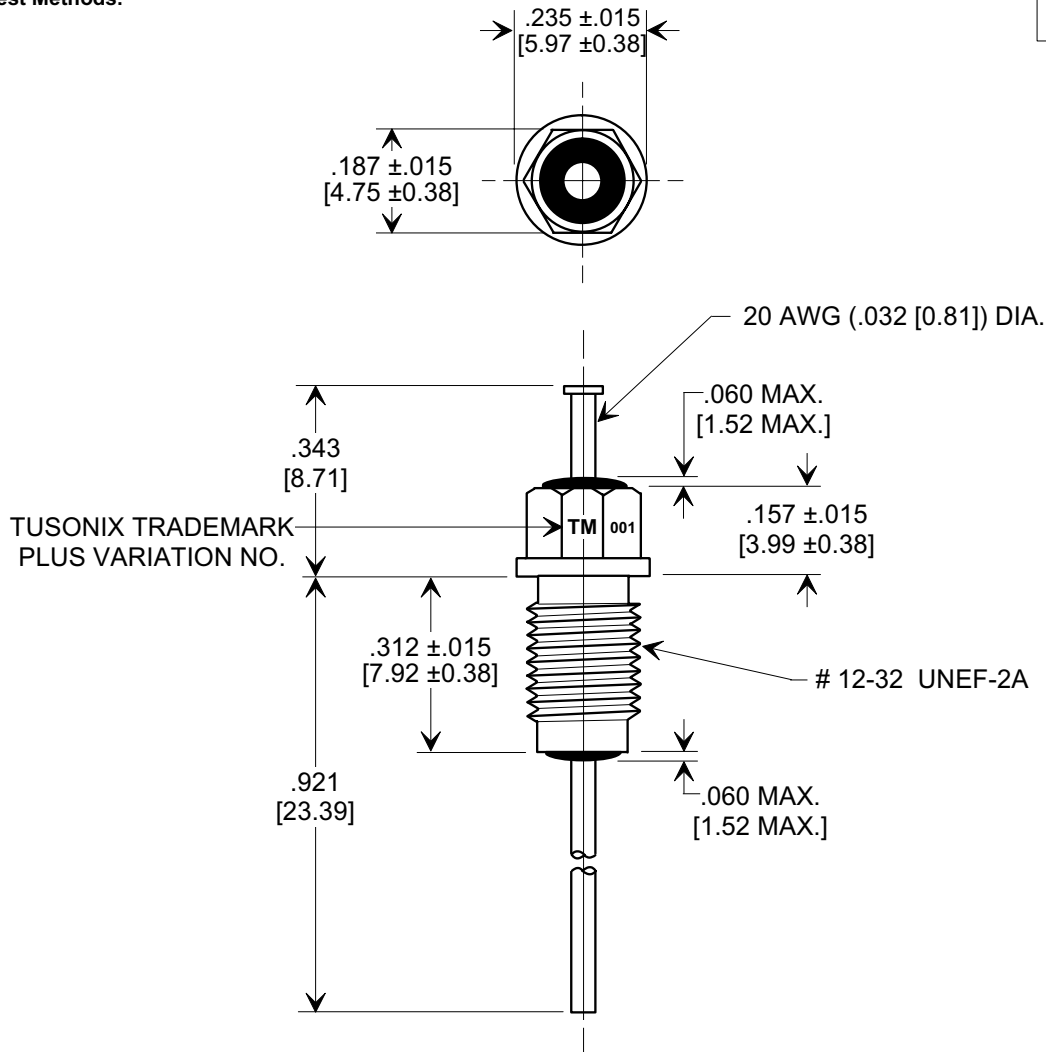 est Methods:
.235 ±.015
[5.97 ±0.38]
.187 ±.015
[4.75 ±0.38]
20 AWG (.032 [0.81]) DIA.
.060 MAX.
[1.52 MAX.]
.343
[8.71]
TUSONIX TRADEMARK
PLUS VARIATION NO.
TM 001
.157 ±.015
[3.99 ±0.38]
.312 ±.015
[7.92 ±0.38]
# 12-32 UNEF-2A
.921
[23.39]
.060 MAX.
[1.52 MAX.]